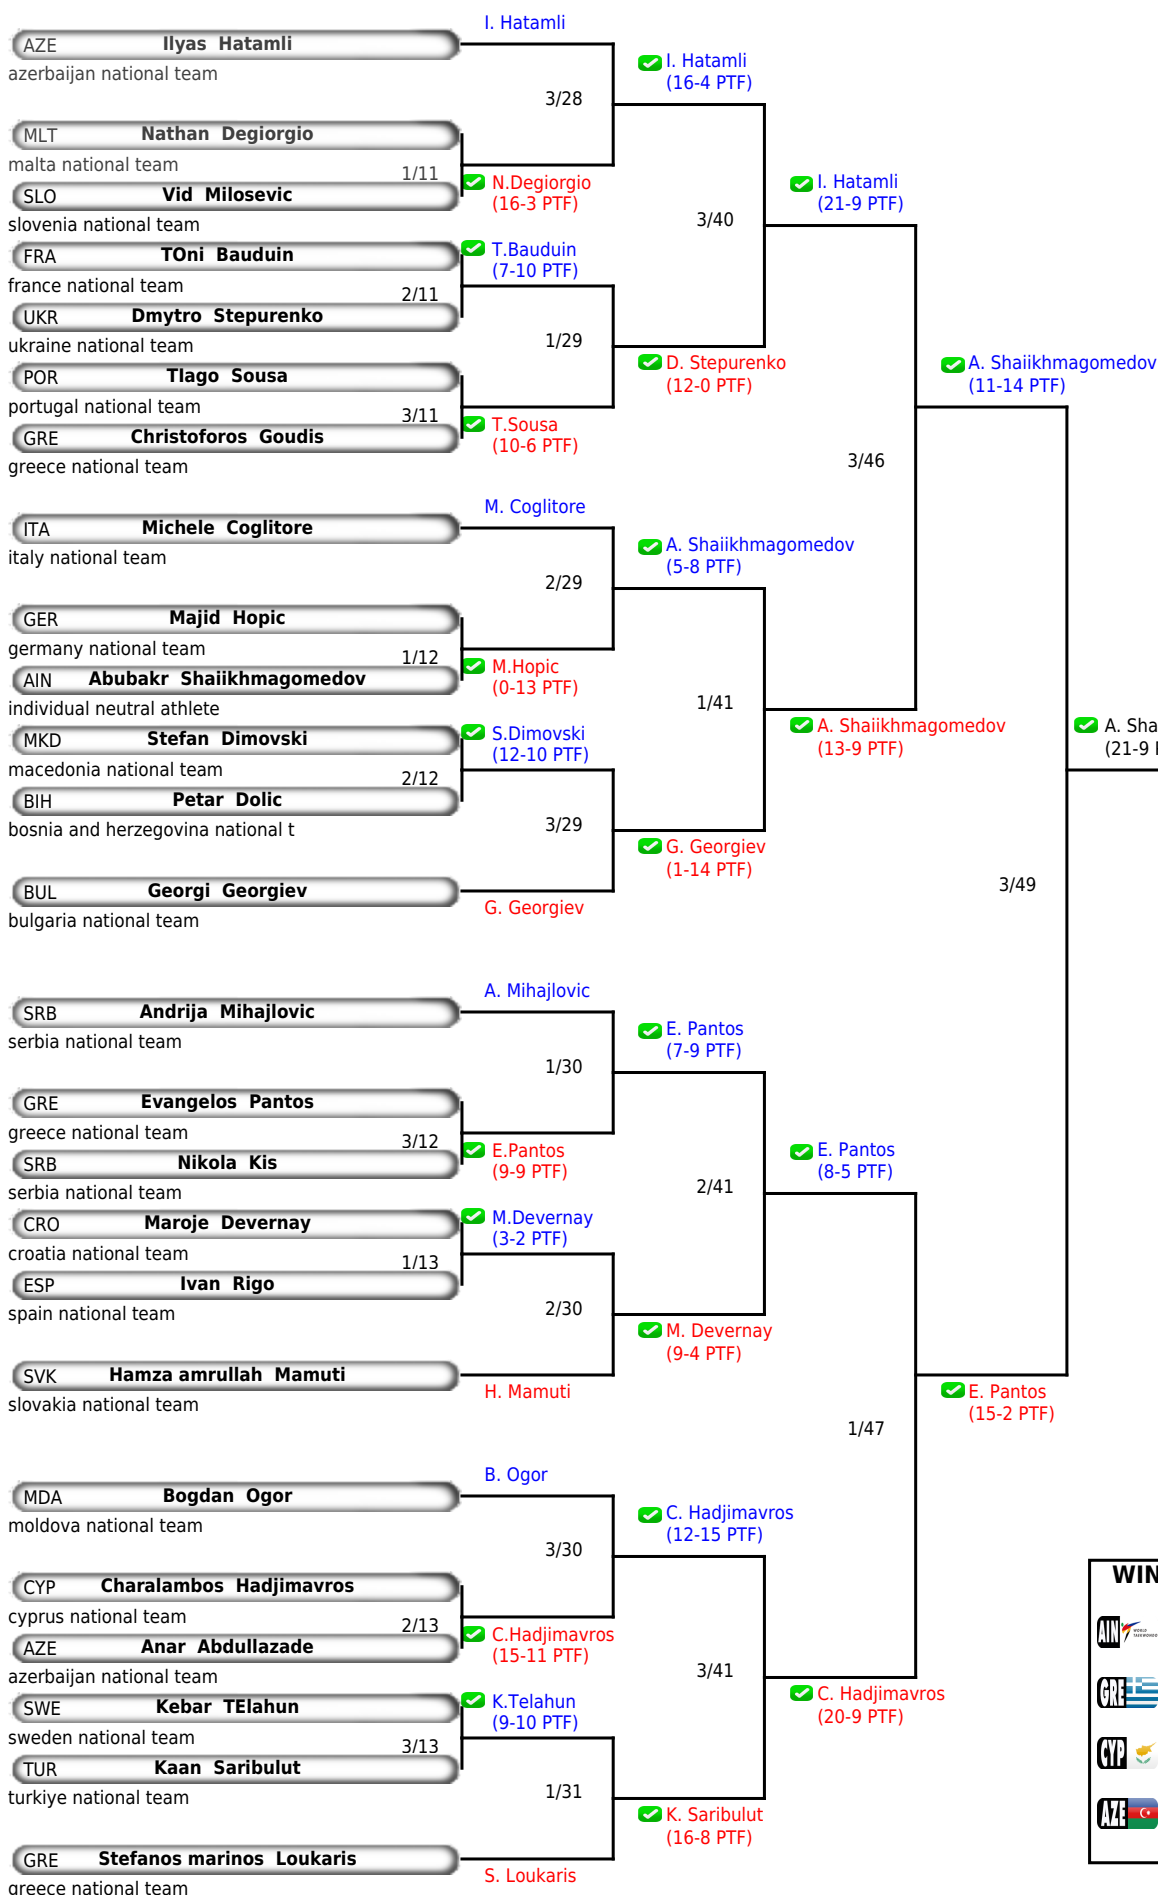 I. Hatamli
AZE Ilyas Hatamli
azerbaijan national team
I. Hatamli
(16-4 PTF)
3/28
MLT Nathan Degiorgio
malta national team
1/11
N.Degiorgio
(16-3 PTF)
SLO Vid Milosevic
slovenia national team
I. Hatamli
(21-9 PTF)
3/40
FRA TOni Bauduin
france national team
T.Bauduin
(7-10 PTF)
2/11
UKR Dmytro Stepurenko
ukraine national team
1/29
D. Stepurenko
(12-0 PTF)
POR TIago Sousa
portugal national team
3/11
T.Sousa
(10-6 PTF)
GRE Christoforos Goudis
greece national team
A. Shaiikhmagomedov
(11-14 PTF)
3/46
M. Coglitore
ITA Michele Coglitore
italy national team
A. Shaiikhmagomedov
(5-8 PTF)
2/29
GER Majid Hopic
germany national team
1/12
M.Hopic
(0-13 PTF)
AIN Abubakr Shaiikhmagomedov
individual neutral athlete
1/41
A. Shaiikhmagomedov
(13-9 PTF)
A. Sha
(21-9
MKD Stefan Dimovski
macedonia national team
S.Dimovski
(12-10 PTF)
2/12
BIH Petar Dolic
bosnia and herzegovina national t
3/29
G. Georgiev
(1-14 PTF)
BUL Georgi Georgiev
bulgaria national team
G. Georgiev
3/49
A. Mihajlovic
SRB Andrija Mihajlovic
serbia national team
E. Pantos
(7-9 PTF)
1/30
GRE Evangelos Pantos
greece national team
3/12
E.Pantos
(9-9 PTF)
SRB Nikola Kis
serbia national team
E. Pantos
(8-5 PTF)
2/41
CRO Maroje Devernay
croatia national team
M.Devernay
(3-2 PTF)
1/13
ESP Ivan Rigo
spain national team
2/30
M. Devernay
(9-4 PTF)
SVK Hamza amrullah Mamuti
slovakia national team
H. Mamuti
E. Pantos
(15-2 PTF)
1/47
B. Ogor
MDA Bogdan Ogor
moldova national team
C. Hadjimavros
(12-15 PTF)
3/30
CYP Charalambos Hadjimavros
cyprus national team
2/13
C.Hadjimavros
(15-11 PTF)
AZE Anar Abdullazade
azerbaijan national team
3/41
C. Hadjimavros
(20-9 PTF)
SWE Kebar TElahun
sweden national team
K.Telahun
(9-10 PTF)
3/13
TUR Kaan Saribulut
turkiye national team
1/31
K. Saribulut
(16-8 PTF)
GRE Stefanos marinos Loukaris
greece national team
S. Loukaris
WIN
AIN
GRE
CYP
AZE